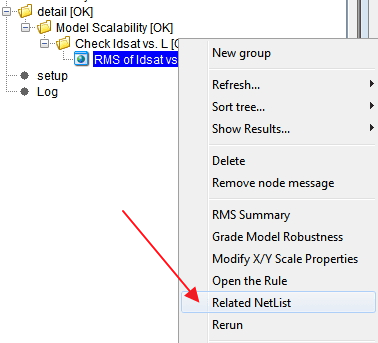 detail [OK]
Model Scalability [OK]
Check Idsat vs. L [O
RMS of Idsat vs
setup
Log
New group
Refresh...
Sort tree...
Show Results...
Delete
Remove node message
RMS Summary
Grade Model Robustness
Modify X/Y Scale Properties
Open the Rule
Related NetList
Rerun